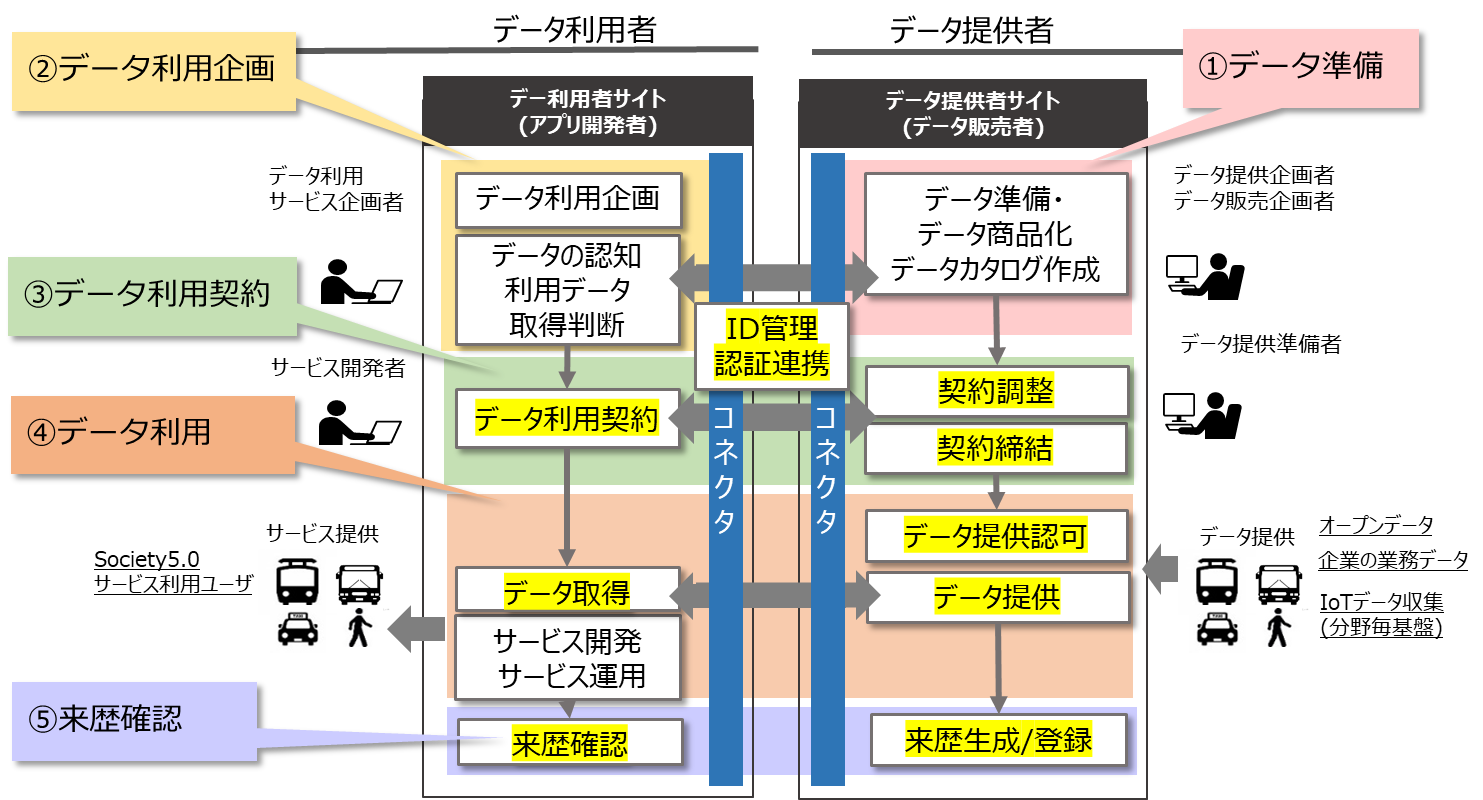 データ利用者
データ提供者
②データ利用企画
①データ準備
デー利用者サイト
(アプリ開発者)
データ提供者サイト
(データ販売者)
データ利用
サービス企画者
データ利用企画
データの認知
利用データ
取得判断
データ準備・
データ商品化
データカタログ作成
データ提供企画者
データ販売企画者
③データ利用契約
ID管理
認証連携
サービス開発者
データ提供準備者
データ利用契約
コネクタ
コネクタ
契約調整
契約締結
④データ利用
サービス提供
Society5.0
サービス利用ユーザ
データ取得
サービス開発
サービス運用
データ提供認可
データ提供
データ提供
オープンデータ
企業の業務データ
IoTデータ収集
(分野毎基盤)
⑤来歴確認
来歴確認
来歴生成/登録